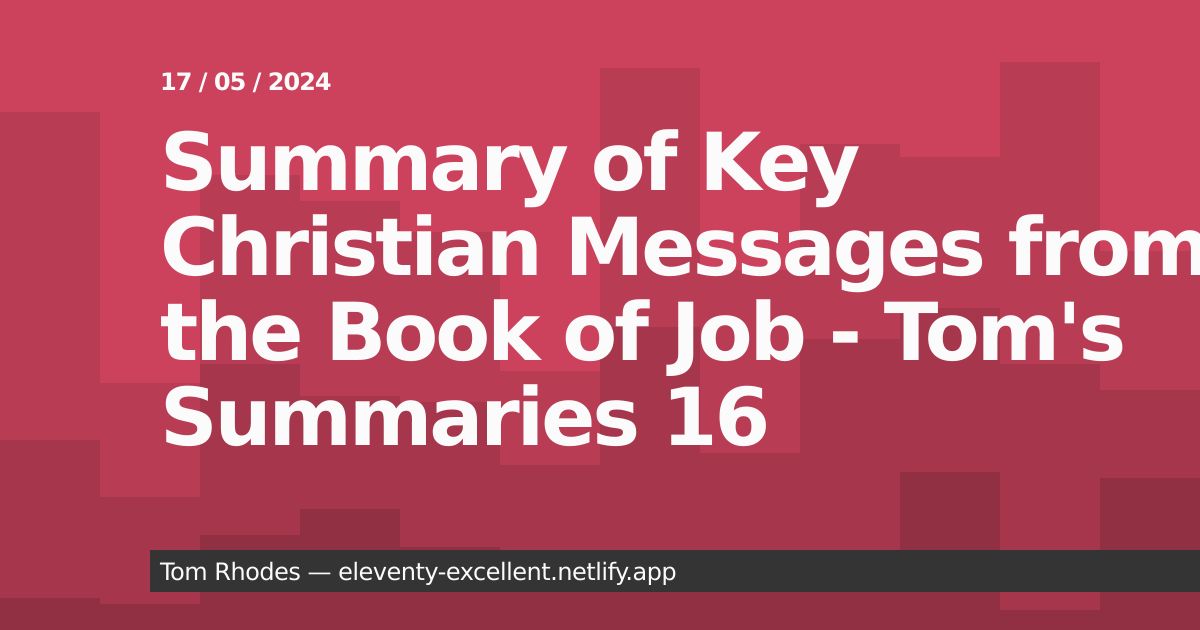 17 / 05 / 2024
Summary of Key
Christian Messages from
the Book of Job - Tom's
Summaries 16
Tom Rhodes — eleventy-excellent.netlify.app